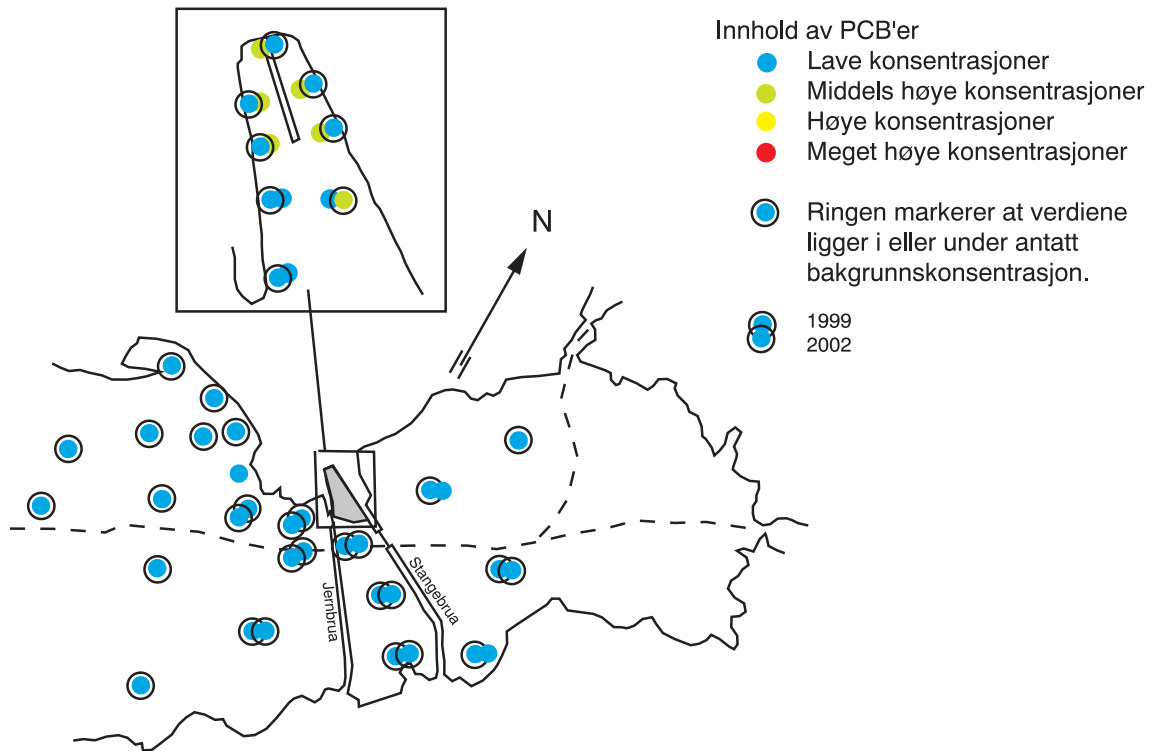 Innhold av PCB'er
Lave konsentrasjoner
Middels høye konsentrasjoner
Høye konsentrasjoner
Meget høye konsentrasjoner
Ringen markerer at verdiene
ligger i eller under antatt
bakgrunnskonsentrasjon.
1999
2002
N
Jernbrua
Stangebrua